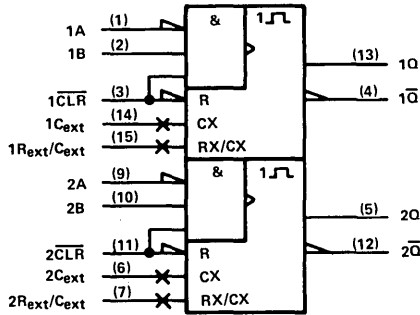 1A (1) & 1⎍
1B (2)
(13) 1Q
1C̅L̅R̅ (3) R (4) 1Q̅
1Cext (14) CX
1Rext/Cext (15) RX/CX
2A (9) & 1⎍
2B (10)
(5) 2Q
2C̅L̅R̅ (11) R (12) 2Q̅
2Cext (6) CX
2Rext/Cext (7) RX/CX